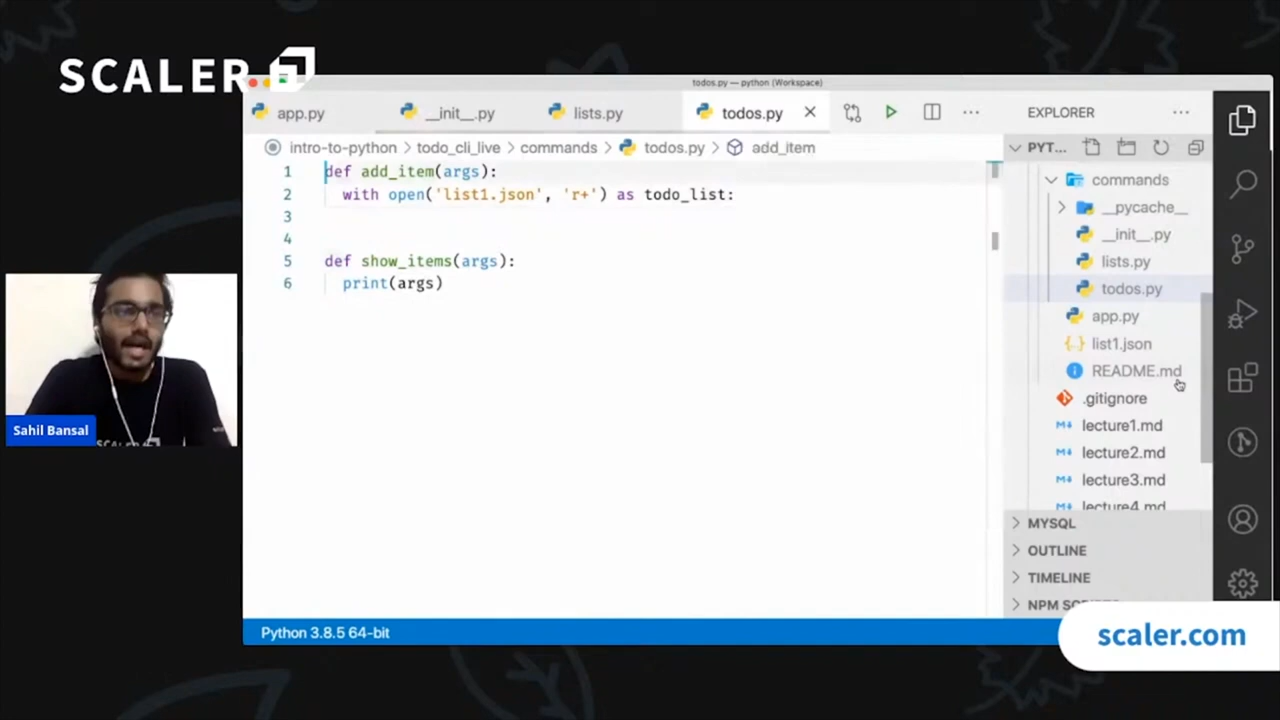 SCALER
todos.py — python (Workspace)
app.py
__init__.py
lists.py
todos.py
EXPLORER
intro-to-python > todo_cli_live > commands > todos.py > add_item
1 def add_item(args):
2 with open('list1.json', 'r+') as todo_list:
3
4
5 def show_items(args):
6 print(args)
PYT...
commands
__pycache__
__init__.py
lists.py
todos.py
app.py
list1.json
README.md
.gitignore
lecture1.md
lecture2.md
lecture3.md
lecture4.md
MYSQL
OUTLINE
TIMELINE
NPM
Sahil Bansal
Python 3.8.5 64-bit
scaler.com